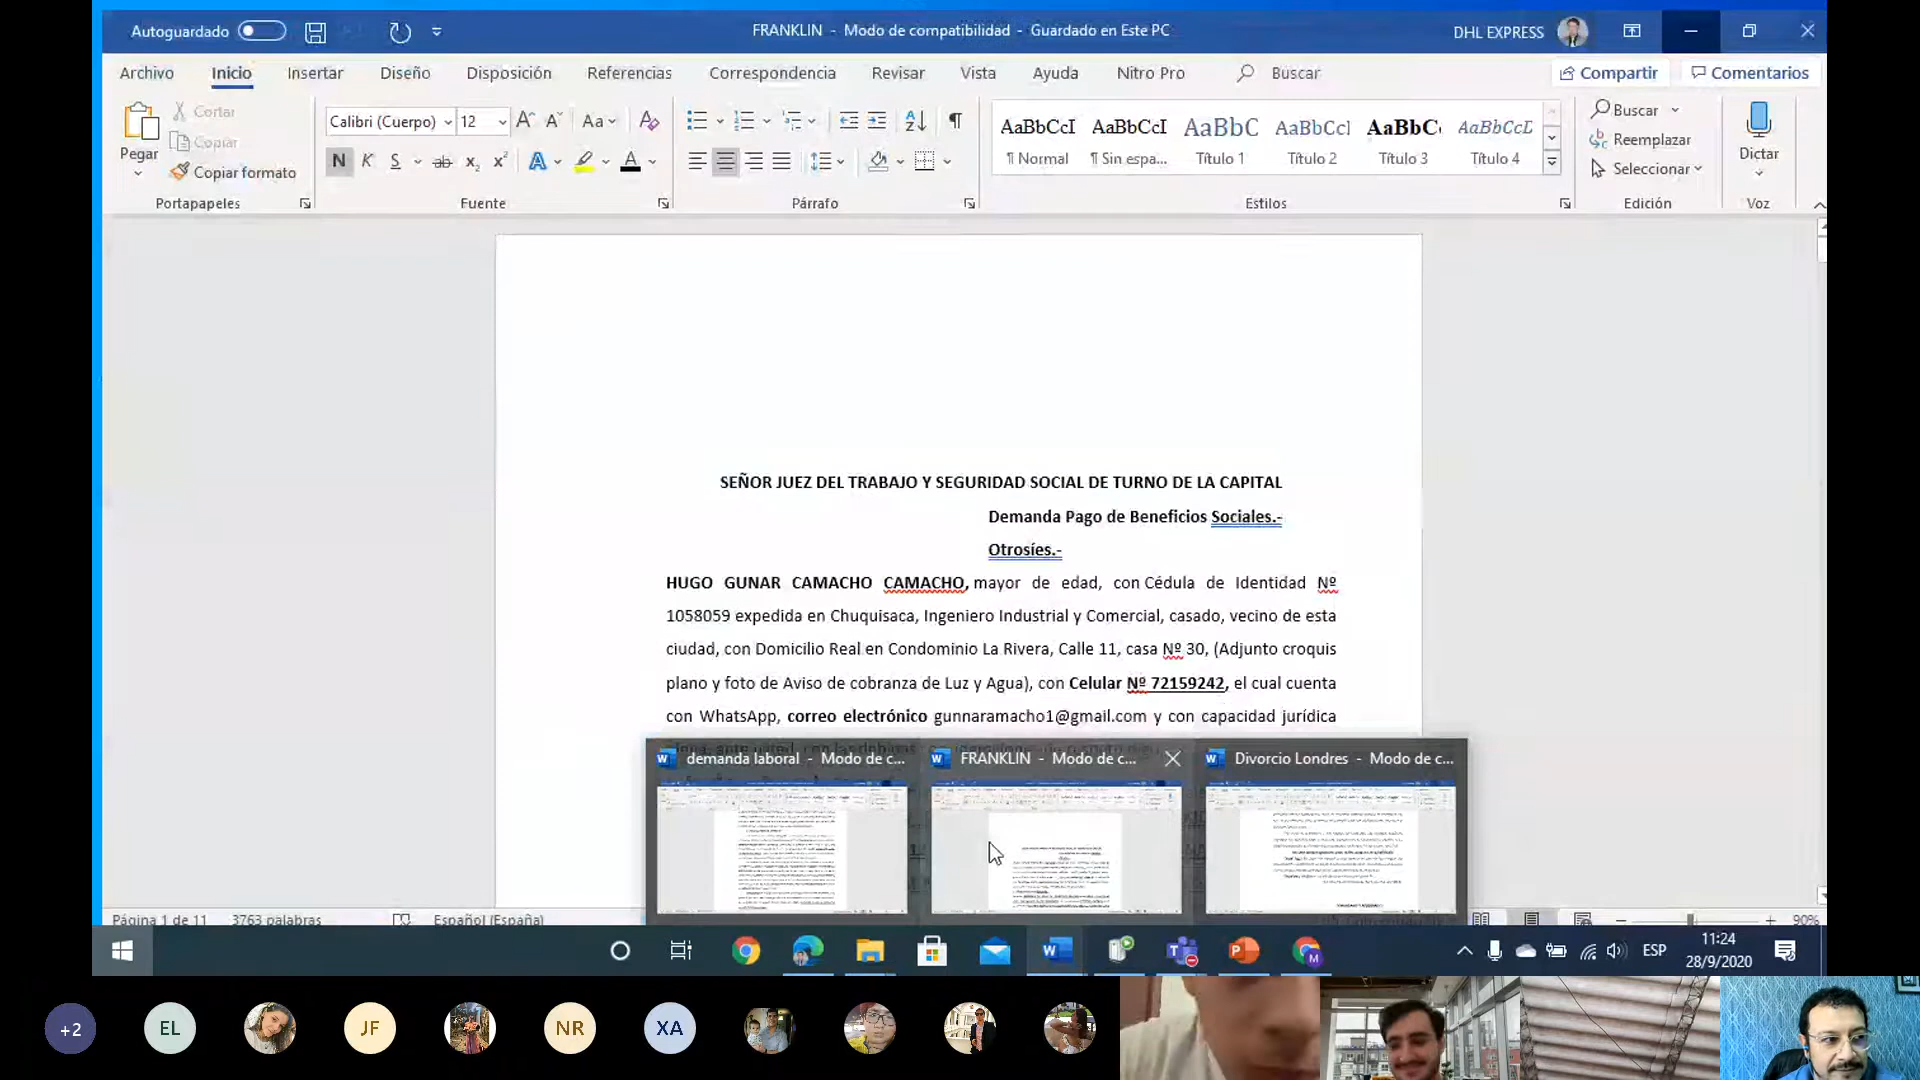 Autoguardado
FRANKLIN - Modo de compatibilidad - Guardado en Este PC
DHL EXPRESS
Archivo Inicio Insertar Diseño Disposición Referencias Correspondencia Revisar Vista Ayuda Nitro Pro Buscar Compartir Comentarios
Pegar
Cortar
Copiar
Copiar formato
Portapapeles
Calibri (Cuerpo) 12
Fuente
Párrafo
AaBbCcI AaBbCcI AaBbC AaBbCcI AaBbC AaBbCcD
¶ Normal ¶ Sin espa... Título 1 Título 2 Título 3 Título 4
Estilos
Buscar
Reemplazar
Seleccionar
Edición
Dictar
Voz
SEÑOR JUEZ DEL TRABAJO Y SEGURIDAD SOCIAL DE TURNO DE LA CAPITAL
Demanda Pago de Beneficios Sociales.-
Otrosíes.-
HUGO GUNAR CAMACHO CAMACHO, mayor de edad, con Cédula de Identidad Nº
1058059 expedida en Chuquisaca, Ingeniero Industrial y Comercial, casado, vecino de esta
ciudad, con Domicilio Real en Condominio La Rivera, Calle 11, casa Nº 30, (Adjunto croquis
plano y foto de Aviso de cobranza de Luz y Agua), con Celular Nº 72159242, el cual cuenta
con WhatsApp, correo electrónico gunnaramacho1@gmail.com y con capacidad jurídica
demanda laboral - Modo de c...
FRANKLIN - Modo de c...
Divorcio Londres - Modo de c...
Página 1 de 11 3763 palabras Español (España)
90%
ESP
11:24
28/9/2020
+2 EL JF NR XA